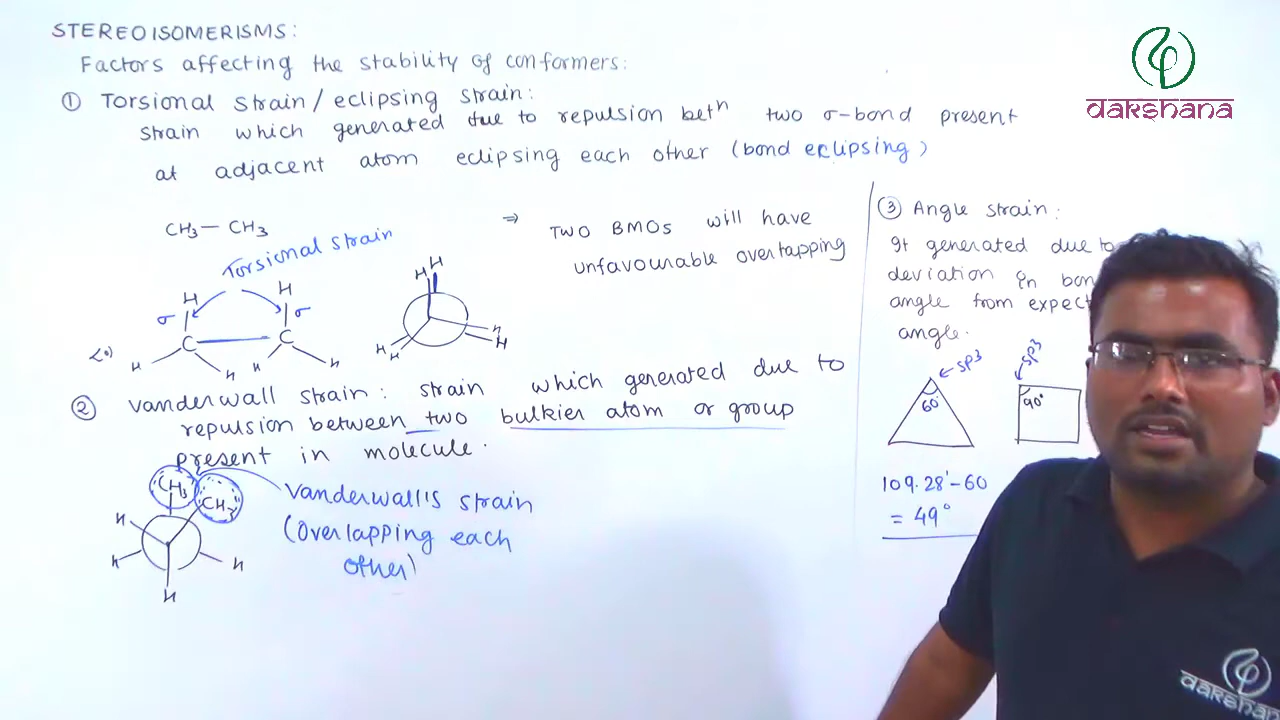 STEREOISOMERISMS:
Factors affecting the stability of conformers:
① Torsional strain / eclipsing strain:
strain which generated due to repulsion betn two σ-bond present
at adjacent atom eclipsing each other (bond eclipsing)
CH3 — CH3
Torsional strain
H H
σ σ
C C
H H H H
H H
H H H H
⇒ TWO BMOs will have
unfavourable overtapping
② vanderwall strain: strain which generated due to
repulsion between two bulkier atom or group
present in molecule.
CH3 CH3
H H
H H
H
vanderwall's strain
(overlapping each
other)
③ Angle strain:
It generated due to
deviation in bon
angle from expect
angle.
sp3 sp3
60° 90°
109.28'-60
= 49°
dakshana
dakshana